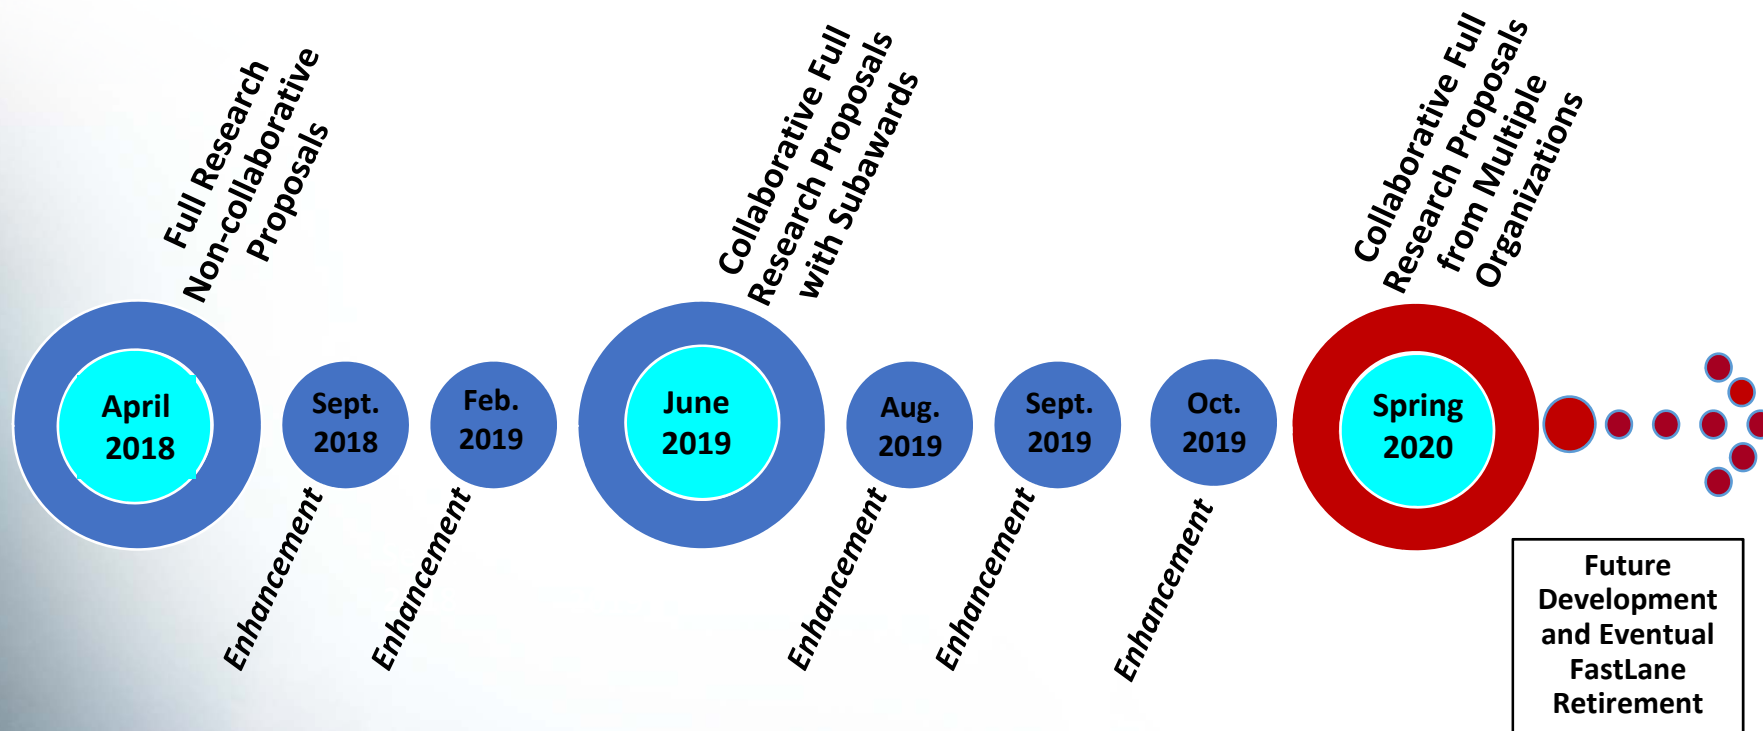 Full Research
Non-collaborative
Proposals
Collaborative Full
Research Proposals
with Subawards
Collaborative Full
Research Proposals
from Multiple
Organizations
April
2018
Sept.
2018
Feb.
2019
June
2019
Aug.
2019
Sept.
2019
Oct.
2019
Spring
2020
Enhancement
Enhancement
Enhancement
Enhancement
Enhancement
Future
Development
and Eventual
FastLane
Retirement